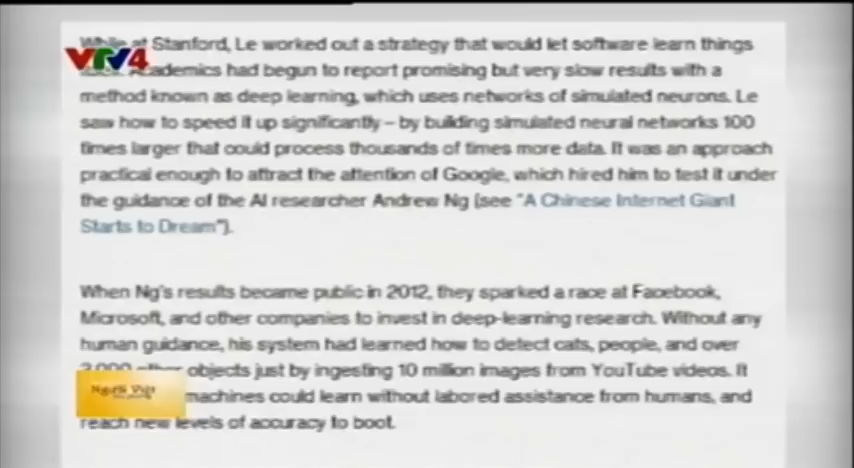 While at Stanford, Le worked out a strategy that would let software learn things
VTV4
Academics had begun to report promising but very slow results with a
method known as deep learning, which uses networks of simulated neurons. Le
saw how to speed it up significantly – by building simulated neural networks 100
times larger that could process thousands of times more data. It was an approach
practical enough to attract the attention of Google, which hired him to test it under
the guidance of the AI researcher Andrew Ng (see "A Chinese Internet Giant
Starts to Dream").
When Ng's results became public in 2012, they sparked a race at Facebook,
Microsoft, and other companies to invest in deep-learning research. Without any
human guidance, his system had learned how to detect cats, people, and over
objects just by ingesting 10 million images from YouTube videos. It
Người Việt
machines could learn without labored assistance from humans, and
reach new levels of accuracy to boot.